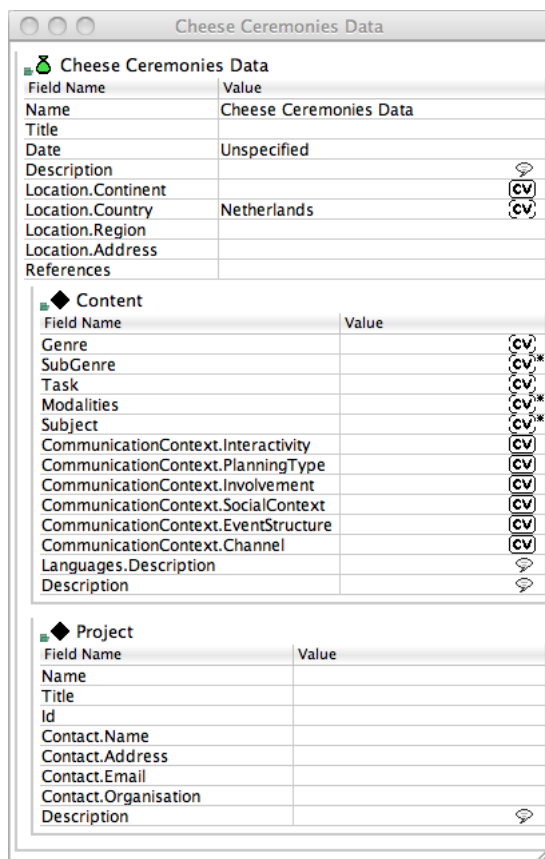 Cheese Ceremonies Data
Cheese Ceremonies Data
Field Name Value
Name Cheese Ceremonies Data
Title
Date Unspecified
Description
Location.Continent CV
Location.Country Netherlands CV
Location.Region
Location.Address
References
Content
Field Name Value
Genre CV
SubGenre CV*
Task CV
Modalities CV*
Subject CV*
CommunicationContext.Interactivity CV
CommunicationContext.PlanningType CV
CommunicationContext.Involvement CV
CommunicationContext.SocialContext CV
CommunicationContext.EventStructure CV
CommunicationContext.Channel CV
Languages.Description
Description
Project
Field Name Value
Name
Title
Id
Contact.Name
Contact.Address
Contact.Email
Contact.Organisation
Description